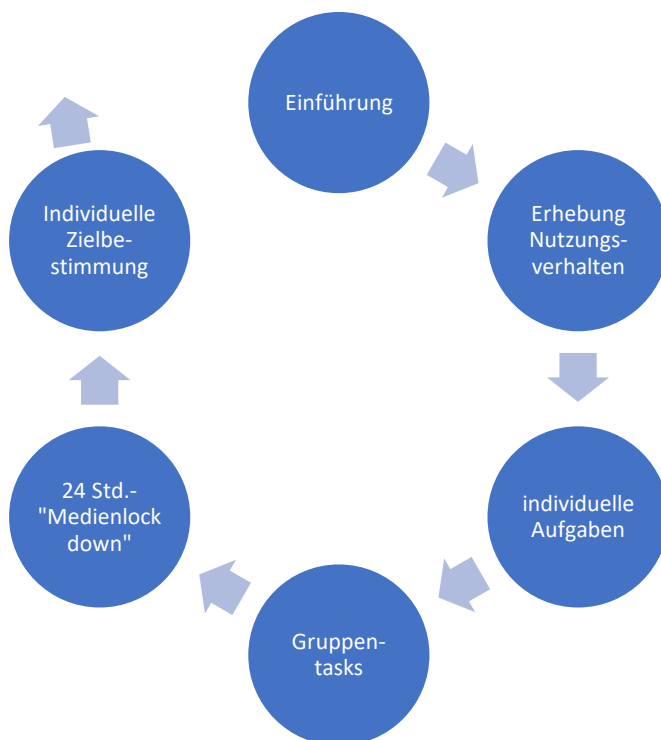 Einführung
Erhebung
Nutzungs-
verhalten
individuelle
Aufgaben
Gruppen-
tasks
24 Std.-
"Medienlock
down"
Individuelle
Zielbe-
stimmung